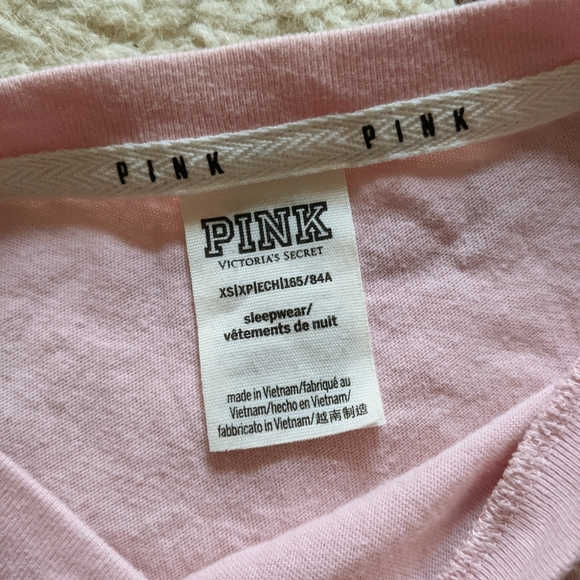 PINK PINK
PINK
VICTORIA'S SECRET
XS|XP|ECH|165/84A
sleepwear/
vêtements de nuit
made in Vietnam/fabriqué au
Vietnam/hecho en Vietnam/
fabbricato in Vietnam/越南制造